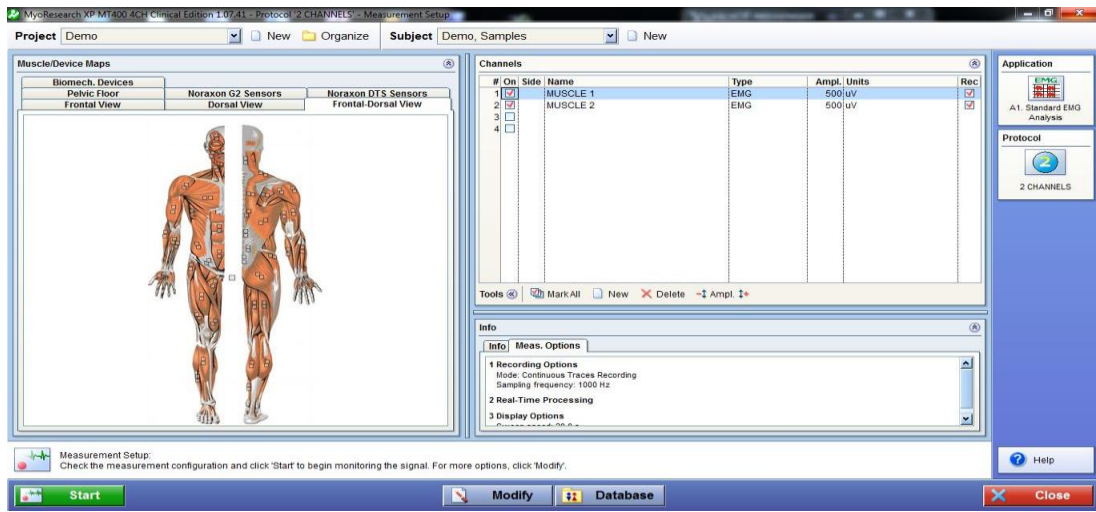 MyoResearch XP MT400 4CH Clinical Edition 1.07.41 - Protocol '2 CHANNELS' - Measurement Setup
Project Demo New Organize Subject Demo, Samples New
Muscle/Device Maps
Biomech. Devices
Pelvic Floor Noraxon G2 Sensors Noraxon DTS Sensors
Frontal View Dorsal View Frontal-Dorsal View
Channels
# On Side Name Type Ampl. Units Rec
1 MUSCLE 1 EMG 500 uV
2 MUSCLE 2 EMG 500 uV
3
4
Tools Mark All New Delete Ampl.
Info
Info Meas. Options
1 Recording Options
Mode: Continuous Traces Recording
Sampling frequency: 1000 Hz
2 Real-Time Processing
3 Display Options
Application
EMG
A1. Standard EMG
Analysis
Protocol
2
2 CHANNELS
Measurement Setup:
Check the measurement configuration and click 'Start' to begin monitoring the signal. For more options, click 'Modify'.
Help
Start Modify Database Close